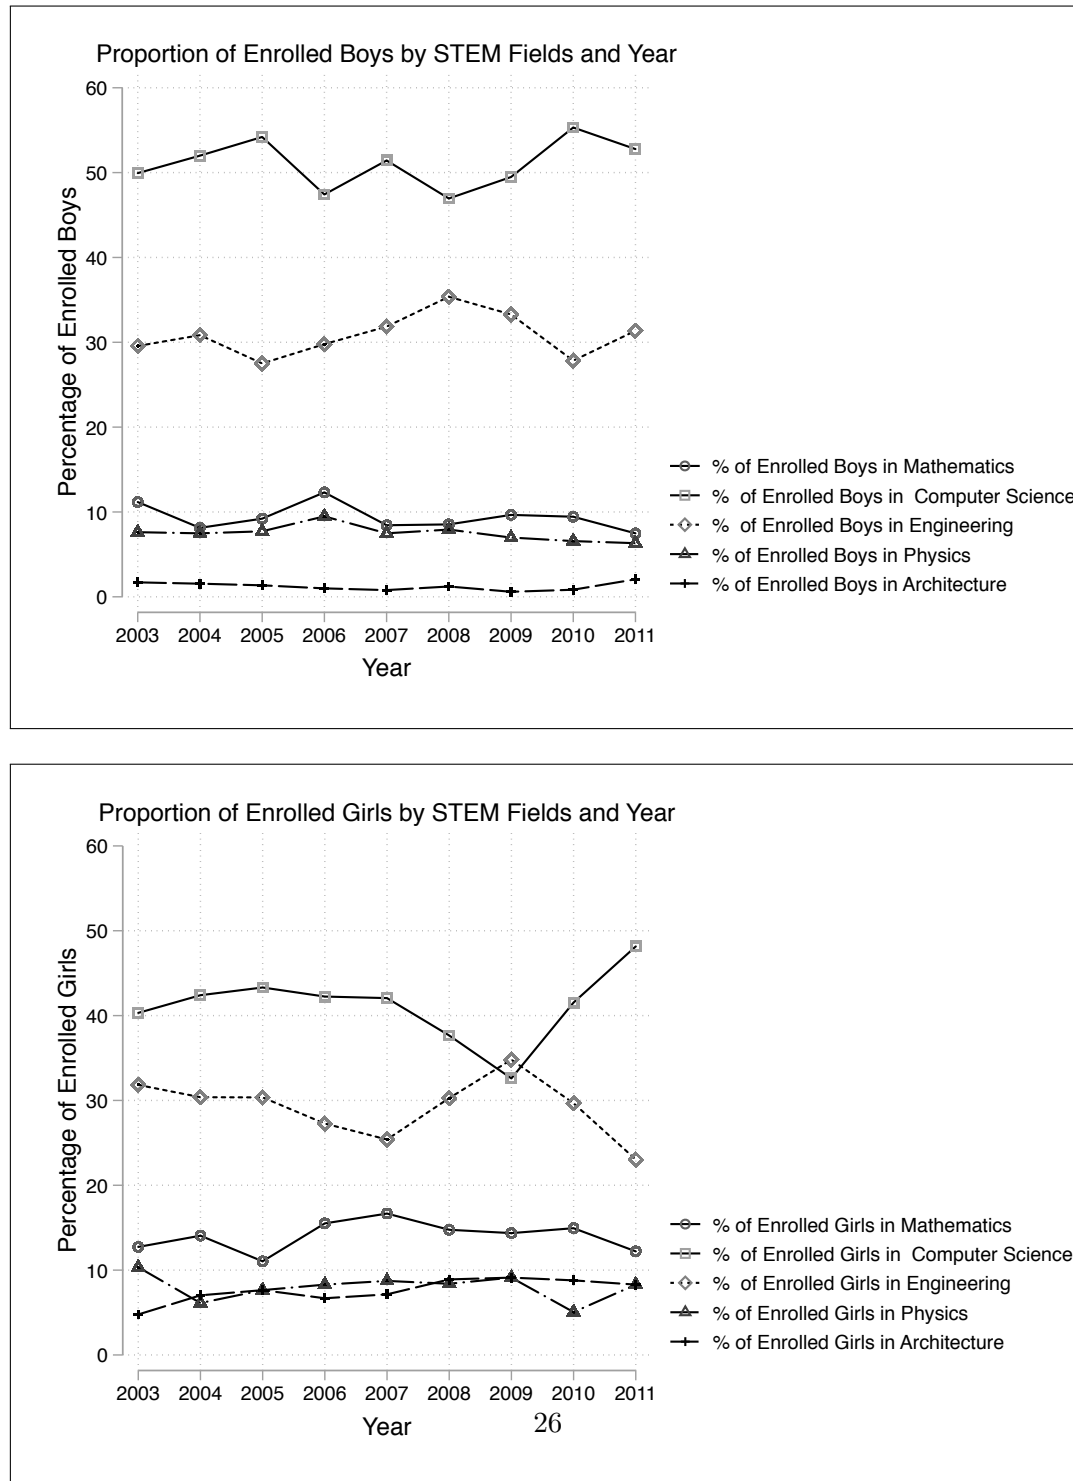 Proportion of Enrolled Boys by STEM Fields and Year
Percentage of Enrolled Boys
60
50
40
30
20
10
0
2003 2004 2005 2006 2007 2008 2009 2010 2011
Year
% of Enrolled Boys in Mathematics
% of Enrolled Boys in Computer Science
% of Enrolled Boys in Engineering
% of Enrolled Boys in Physics
% of Enrolled Boys in Architecture
Proportion of Enrolled Girls by STEM Fields and Year
Percentage of Enrolled Girls
60
50
40
30
20
10
0
2003 2004 2005 2006 2007 2008 2009 2010 2011
Year
% of Enrolled Girls in Mathematics
% of Enrolled Girls in Computer Science
% of Enrolled Girls in Engineering
% of Enrolled Girls in Physics
% of Enrolled Girls in Architecture
26